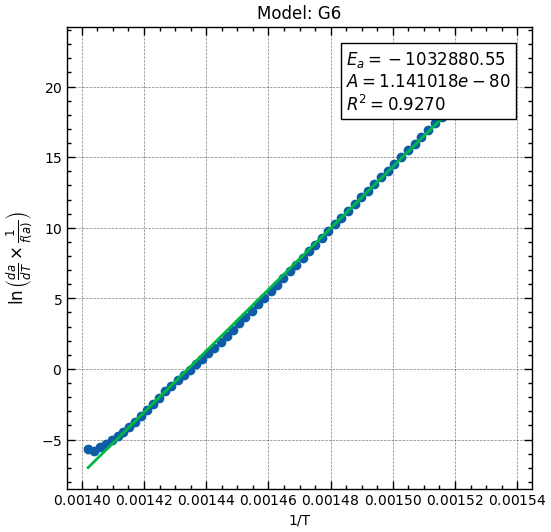 Model: G6
E_a = −1032880.55
A = 1.141018e − 80
R² = 0.9270
20
15
10
5
0
−5
ln(da/dT × 1/f(a))
0.00140 0.00142 0.00144 0.00146 0.00148 0.00150 0.00152 0.00154
1/T